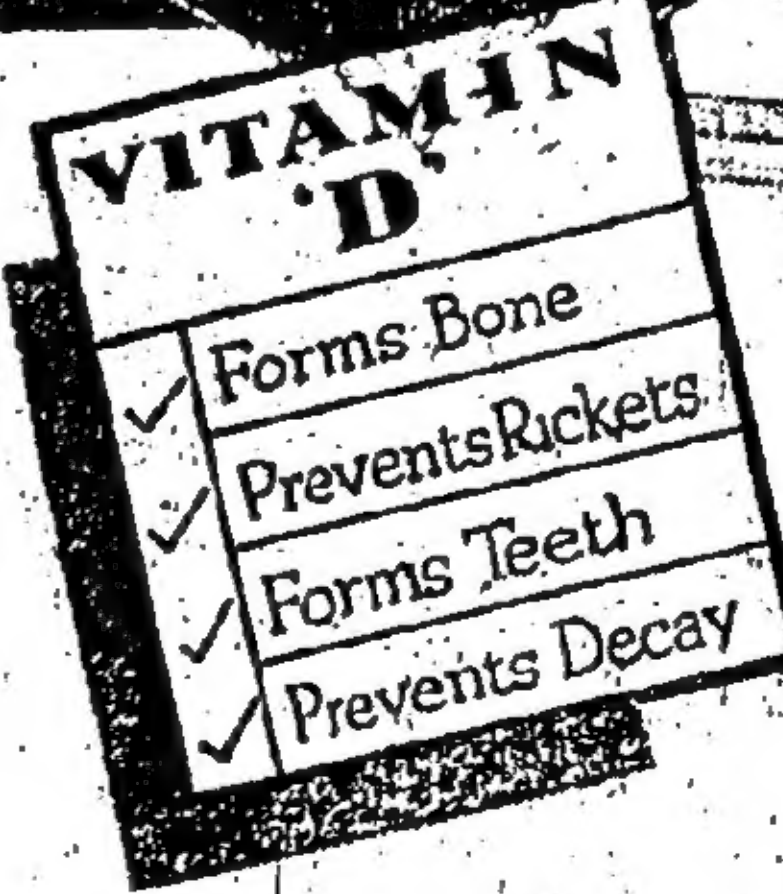 VITAMIN
'D'
Forms Bone
Prevents Rickets
Forms Teeth
Prevents Decay